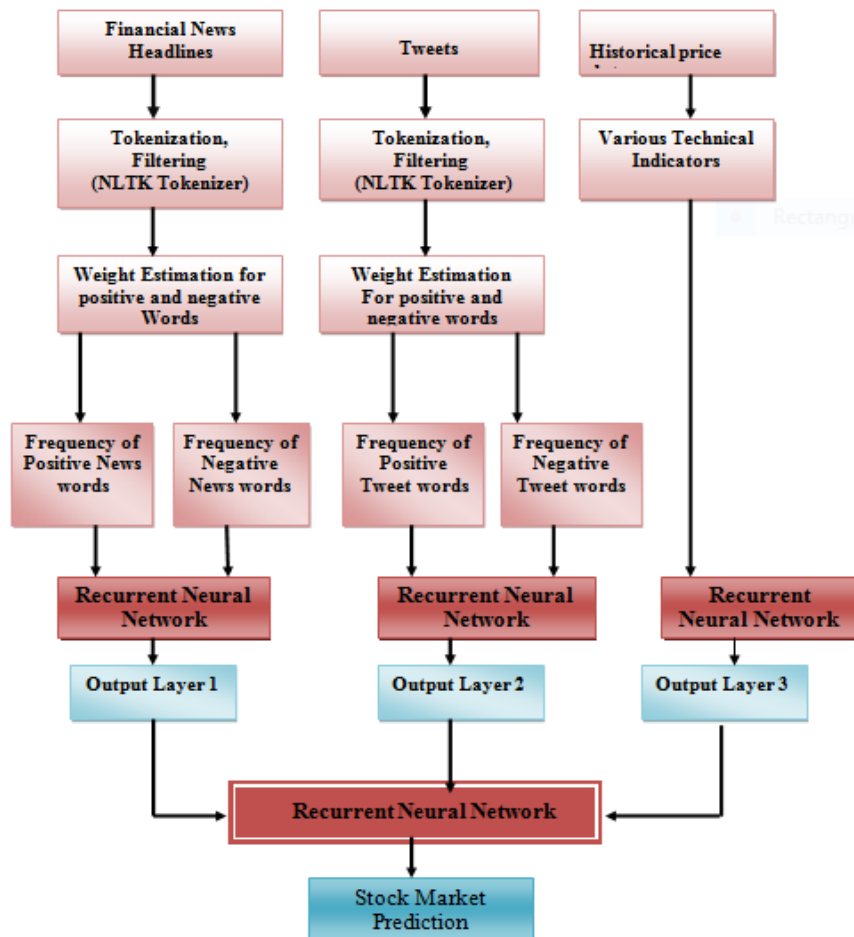 Financial News
Headlines
Tweets
Historical price
Tokenization,
Filtering
(NLTK Tokenizer)
Tokenization,
Filtering
(NLTK Tokenizer)
Various Technical
Indicators
Weight Estimation for
positive and negative
Words
Weight Estimation
For positive and
negative words
Frequency of
Positive News
words
Frequency of
Negative
News words
Frequency of
Positive
Tweet words
Frequency of
Negative
Tweet words
Recurrent Neural
Network
Recurrent Neural
Network
Recurrent
Neural Network
Output Layer 1
Output Layer 2
Output Layer 3
Recurrent Neural Network
Stock Market
Prediction